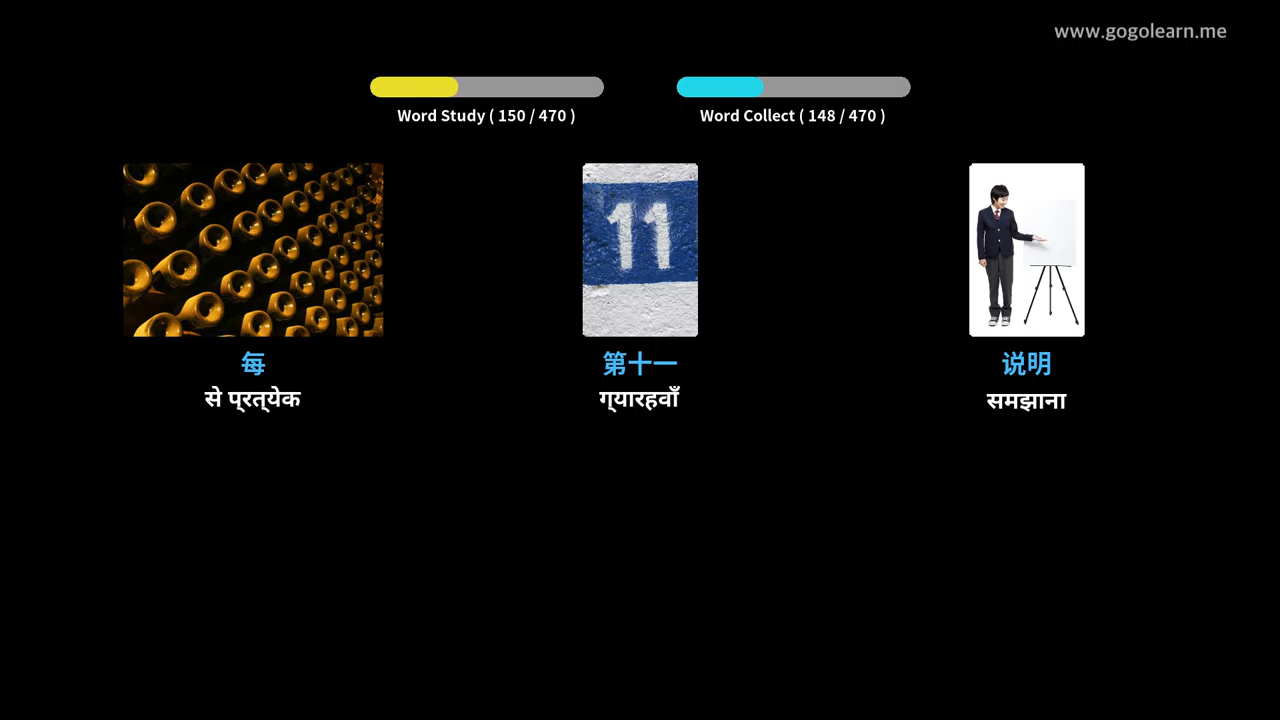 www.gogolearn.me
Word Study ( 150 / 470 )
Word Collect ( 148 / 470 )
11
每
第十一
说明
से प्रत्येक
ग्यारहवाँ
समझाना